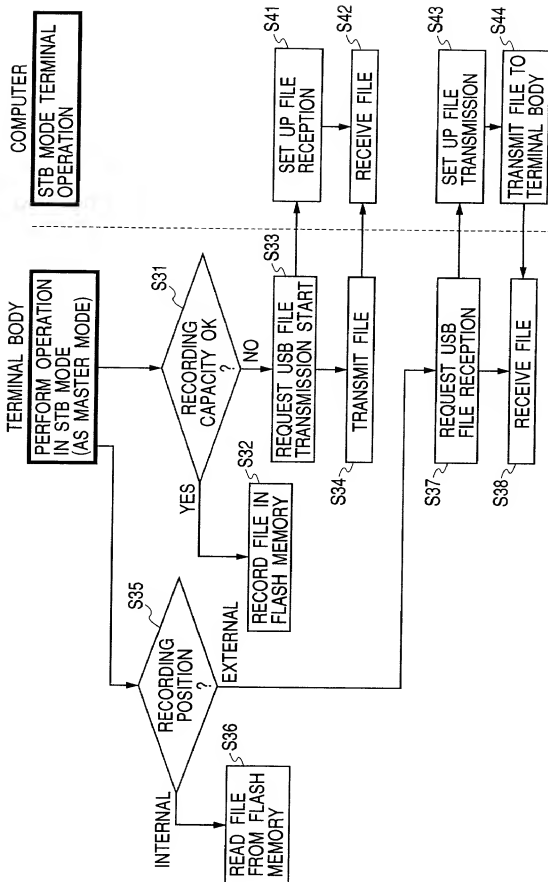 TERMINAL BODY
COMPUTER
PERFORM OPERATION
IN STB MODE
(AS MASTER MODE)
STB MODE TERMINAL
OPERATION
S31
RECORDING
CAPACITY OK
?
YES
NO
S32
RECORD FILE IN
FLASH MEMORY
S33
REQUEST USB FILE
TRANSMISSION START
S41
SET UP FILE
RECEPTION
S34
TRANSMIT FILE
S42
RECEIVE FILE
S35
RECORDING
POSITION
?
INTERNAL
EXTERNAL
S36
READ FILE
FROM FLASH
MEMORY
S37
REQUEST USB
FILE RECEPTION
S43
SET UP FILE
TRANSMISSION
S38
RECEIVE FILE
S44
TRANSMIT FILE TO
TERMINAL BODY